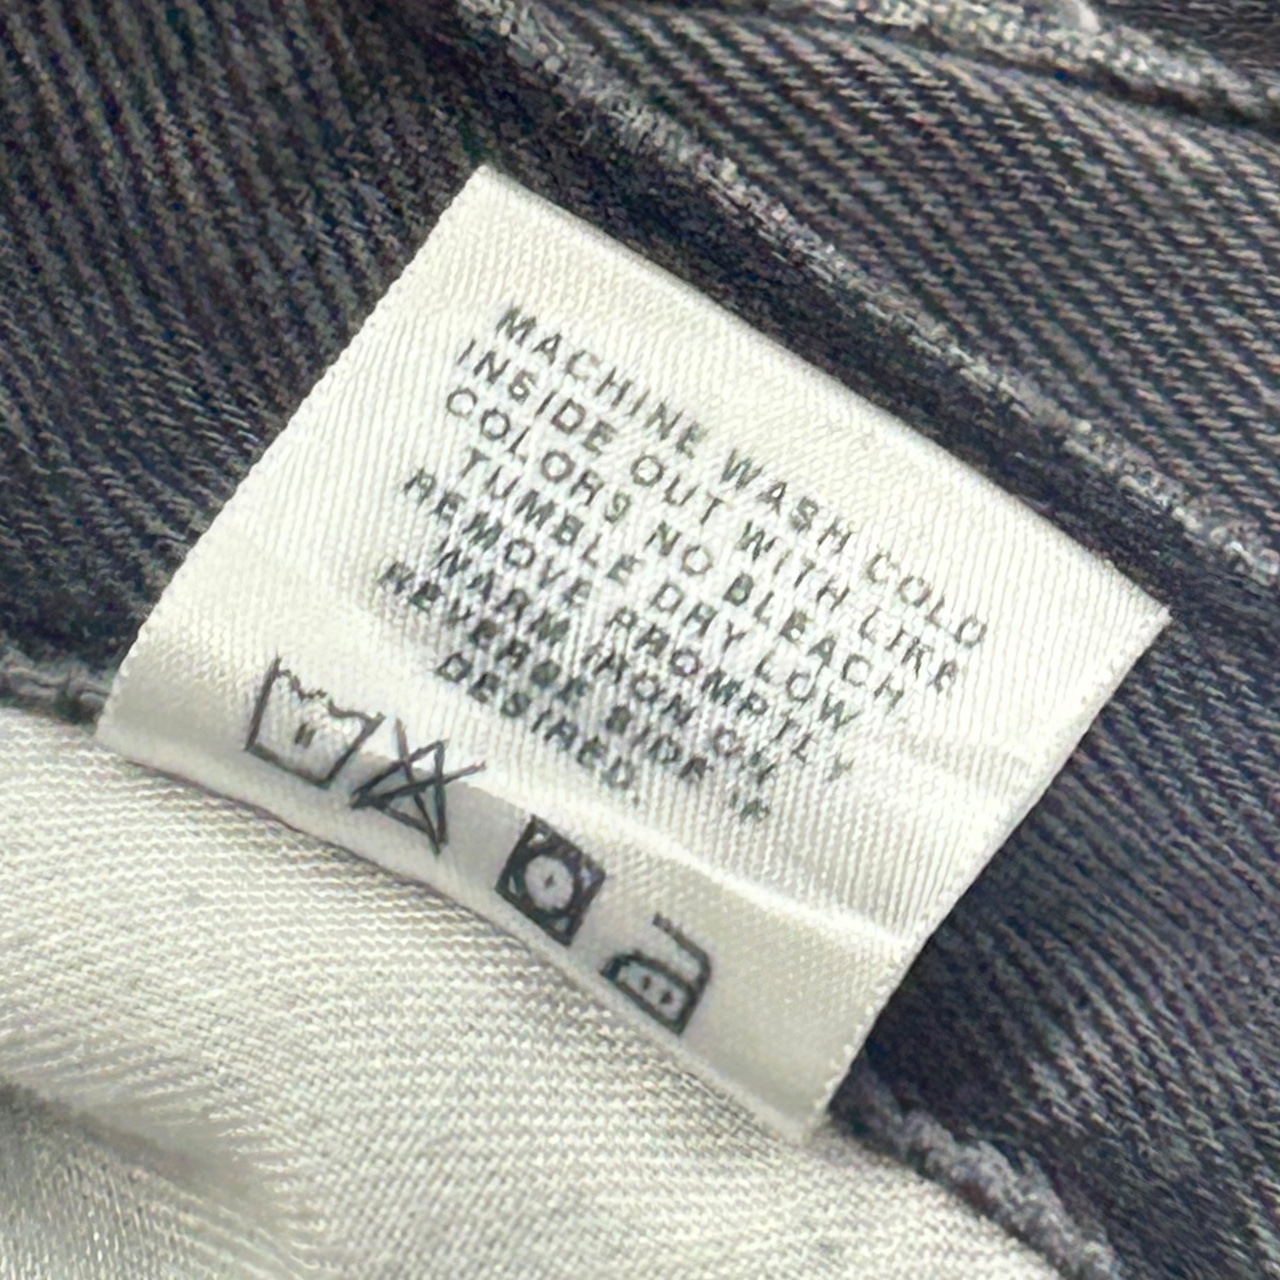 MACHINE WASH COLD
INSIDE OUT WITH LIKE
COLORS NO BLEACH
TUMBLE DRY LOW
REMOVE PROMPTLY
WARM IRON ON
REVERSE SIDE IF
DESIRED.